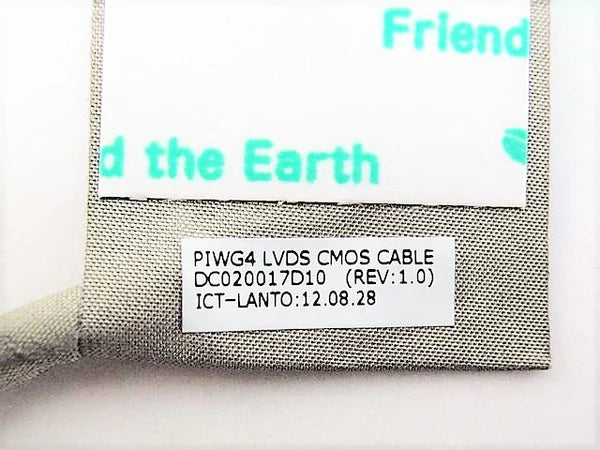 Friend
d the Earth
PIWG4 LVDS CMOS CABLE
DC020017D10 (REV:1.0)
ICT-LANTO:12.08.28